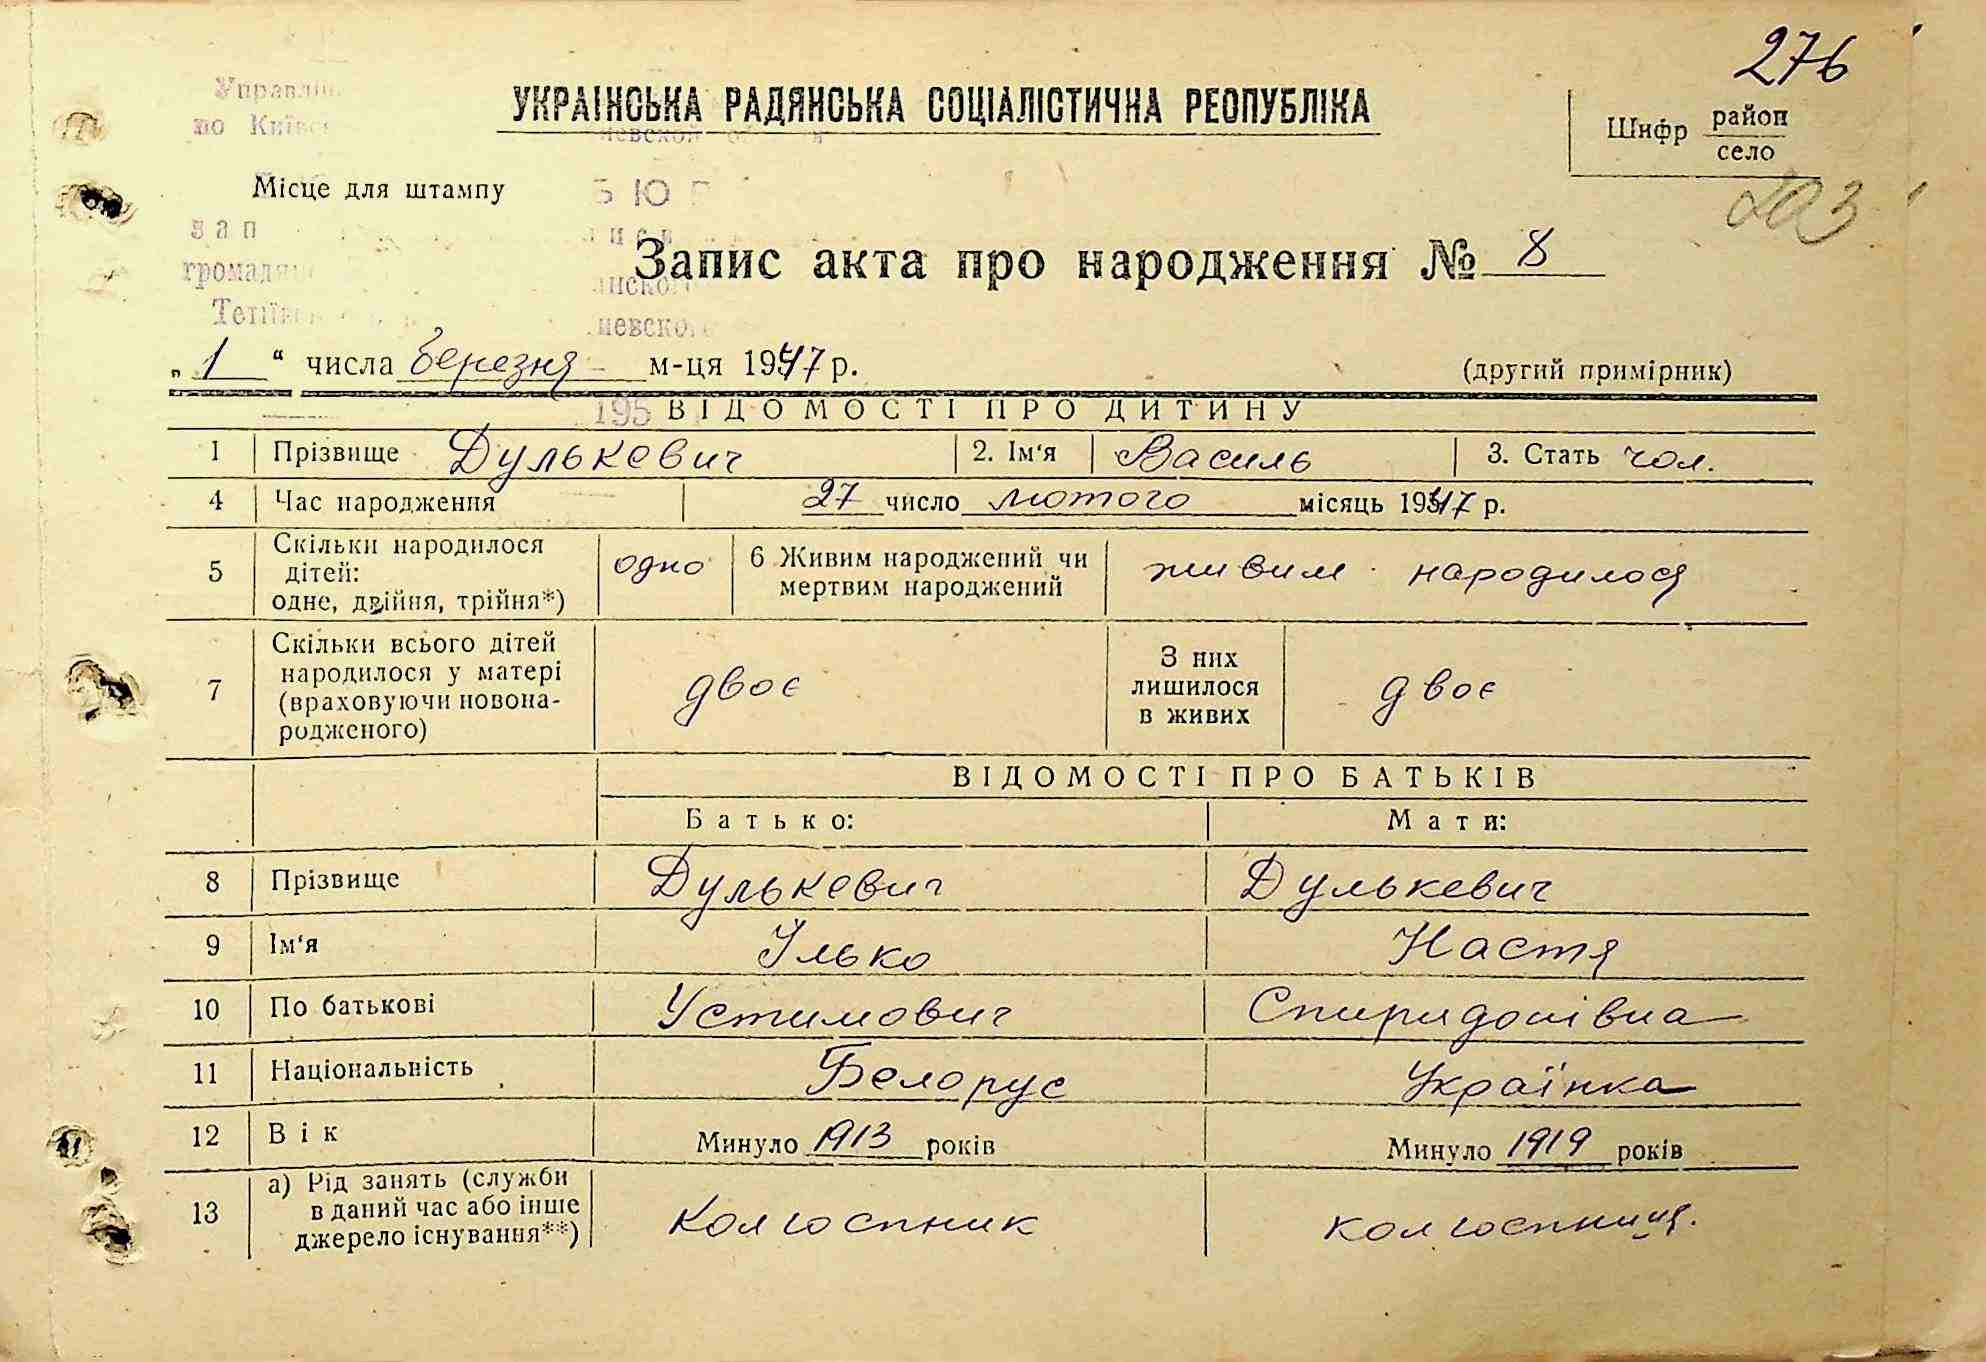 276
Управлін
по Київс
невской об
УКРАЇНСЬКА РАДЯНСЬКА СОЦІАЛІСТИЧНА РЕСПУБЛІКА
Шифр район
село
Місце для штампу
203
Запис акта про народження № 8
громадян
Тетіїв
„ 1 “ числа березня м-ця 1947 р.
(другий примірник)
195
ВІДОМОСТІ ПРО ДИТИНУ
1 Прізвище Дулькевич 2. Ім'я Василь 3. Стать чол.
4 Час народження 27 число лютого місяць 1947 р.
5 Скільки народилося дітей: одне, двійня, трійня*) одно 6 Живим народжений чи мертвим народжений живим народилося
7 Скільки всього дітей народилося у матері (враховуючи новонародженого) двоє З них лишилося в живих двоє
ВІДОМОСТІ ПРО БАТЬКІВ
Батько: Мати:
8 Прізвище Дулькевич Дулькевич
9 Ім'я Ілько Настя
10 По батькові Устимович Спиридонівна
11 Національність Белорус Українка
12 Вік Минуло 1913 років Минуло 1919 років
13 а) Рід занять (служби в даний час або інше джерело існування**) колгоспник колгоспниця.